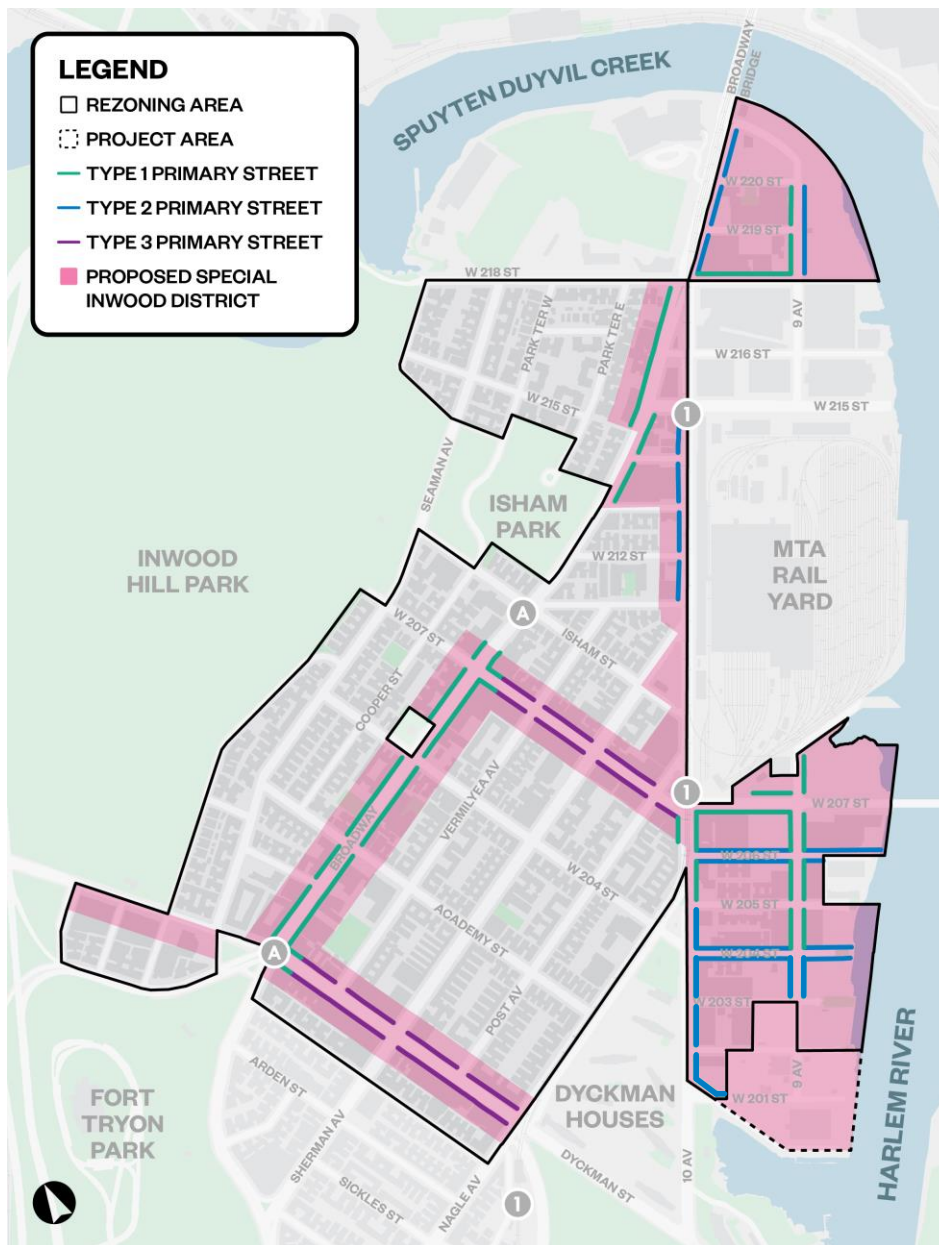 LEGEND
REZONING AREA
PROJECT AREA
TYPE 1 PRIMARY STREET
TYPE 2 PRIMARY STREET
TYPE 3 PRIMARY STREET
PROPOSED SPECIAL
INWOOD DISTRICT
SPUYTEN DUYVIL CREEK
BROADWAY
BRIDGE
W 220 ST
W 219 ST
W 218 ST
PARK TER W
PARK TER E
9 AV
W 216 ST
W 215 ST
W 215 ST
1
SEAMAN AV
ISHAM
PARK
INWOOD
HILL PARK
W 212 ST
MTA
RAIL
YARD
A
W 207 ST
ISHAM ST
COOPER ST
VERMILYEA AV
1
W 207 ST
BROADWAY
W 206 ST
W 204 ST
W 205 ST
ACADEMY ST
A
W 204 ST
POST AV
W 203 ST
HARLEM RIVER
ARDEN ST
FORT
TRYON
PARK
DYCKMAN
HOUSES
9 AV
W 201 ST
SHERMAN AV
SICKLES ST
NAGLE AV
DYCKMAN ST
10 AV
1